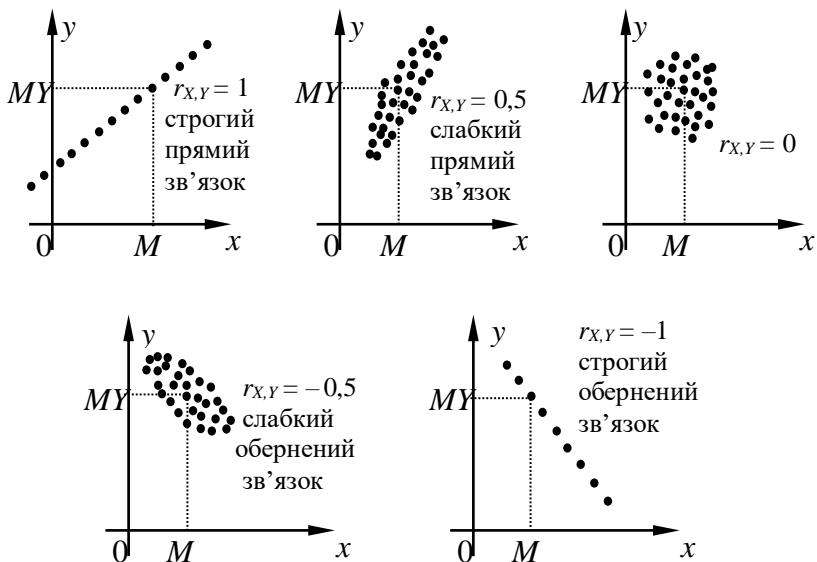 y
MY
r_{X,Y} = 1
строгий
прямий
зв’язок
0
M
x
y
MY
r_{X,Y} = 0,5
слабкий
прямий
зв’язок
0
M
x
y
MY
r_{X,Y} = 0
0
M
x
y
MY
r_{X,Y} = – 0,5
слабкий
обернений
зв’язок
0
M
x
y
MY
r_{X,Y} = –1
строгий
обернений
зв’язок
0
M
x